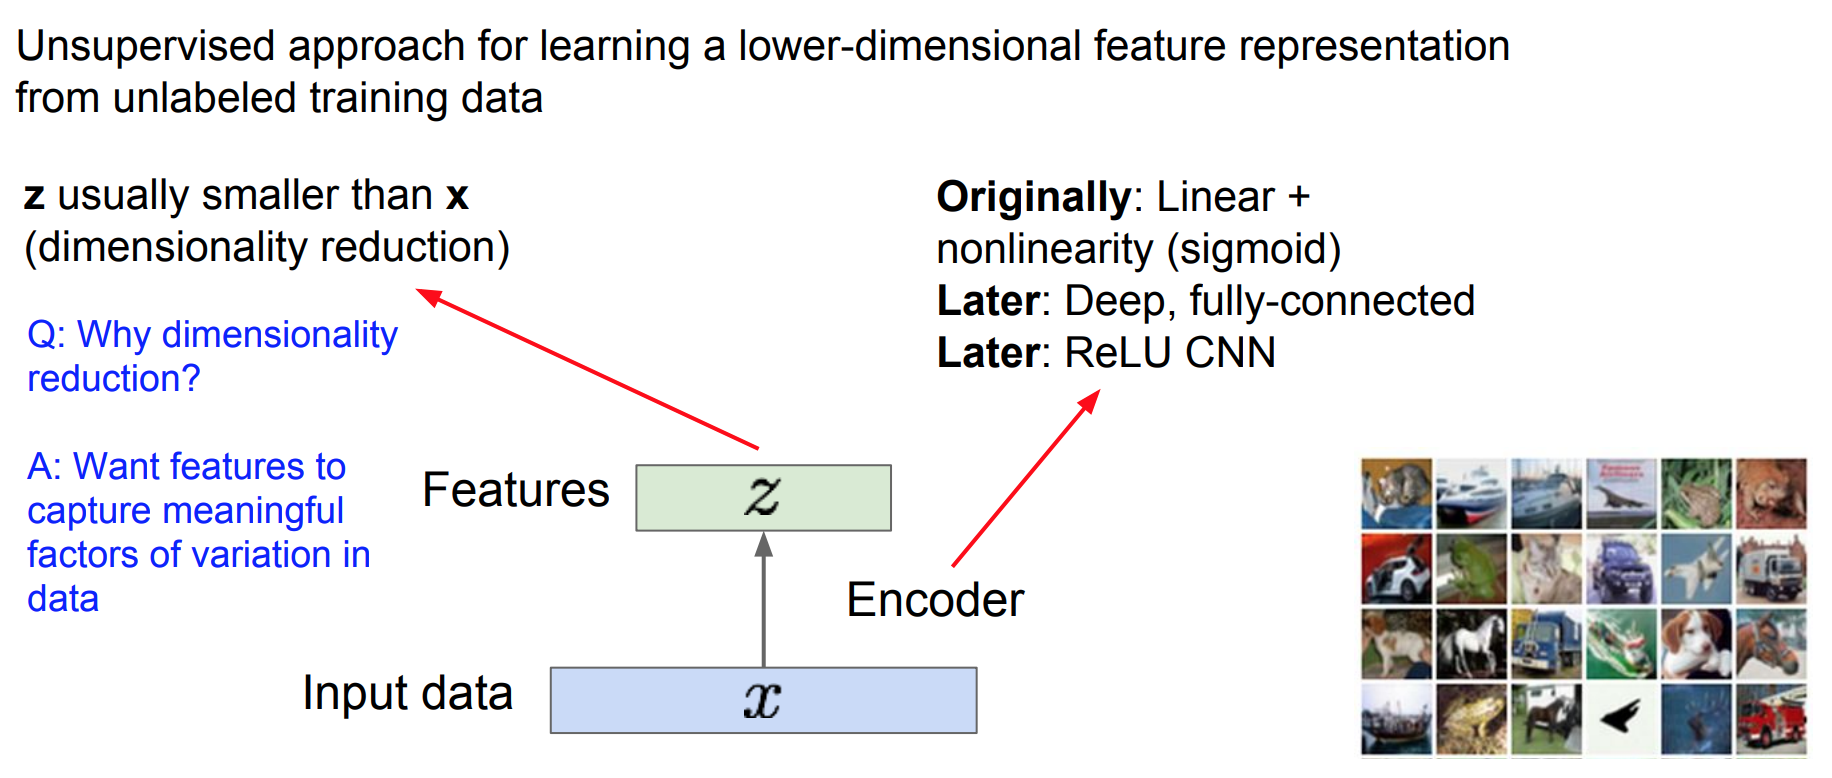 Unsupervised approach for learning a lower-dimensional feature representation
from unlabeled training data
z usually smaller than x
(dimensionality reduction)
Q: Why dimensionality
reduction?
A: Want features to
capture meaningful
factors of variation in
data
Originally: Linear +
nonlinearity (sigmoid)
Later: Deep, fully-connected
Later: ReLU CNN
Features
z
Encoder
Input data
x